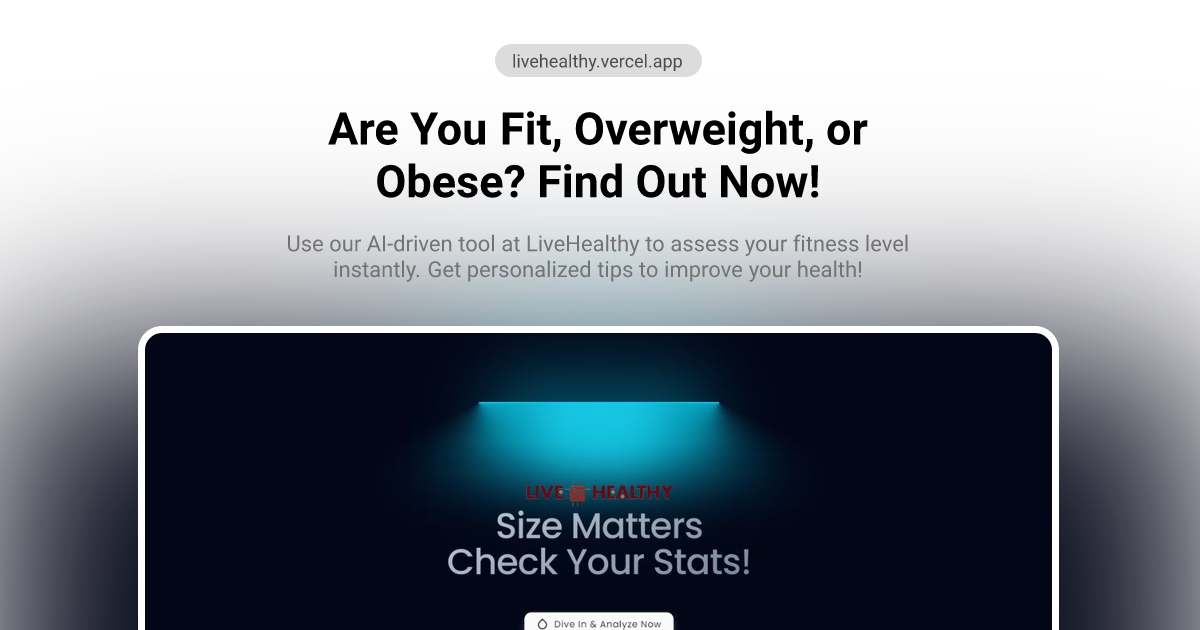 livehealthy.vercel.app
Are You Fit, Overweight, or
Obese? Find Out Now!
Use our AI-driven tool at LiveHealthy to assess your fitness level
instantly. Get personalized tips to improve your health!
LIVE HEALTHY
Size Matters
Check Your Stats!
Dive In & Analyze Now